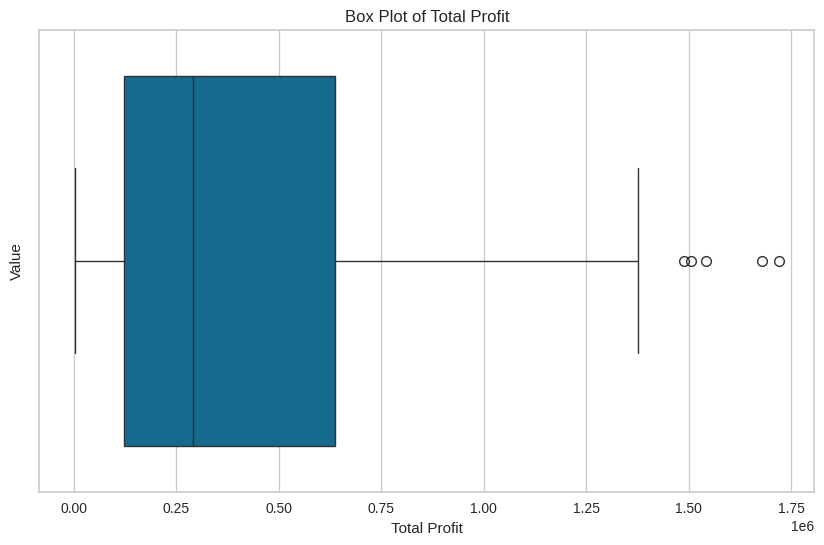 Box Plot of Total Profit
Value
0.00 0.25 0.50 0.75 1.00 1.25 1.50 1.75
1e6
Total Profit